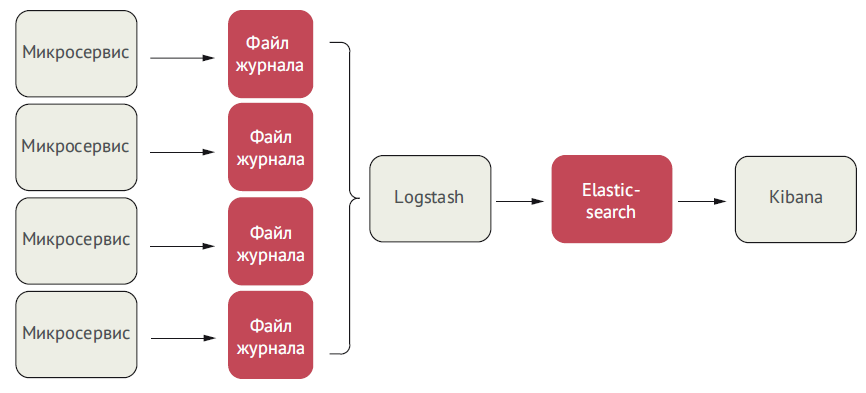 Микросервис
Файл
журнала
Микросервис
Файл
журнала
Микросервис
Файл
журнала
Микросервис
Файл
журнала
Logstash
Elastic-
search
Kibana